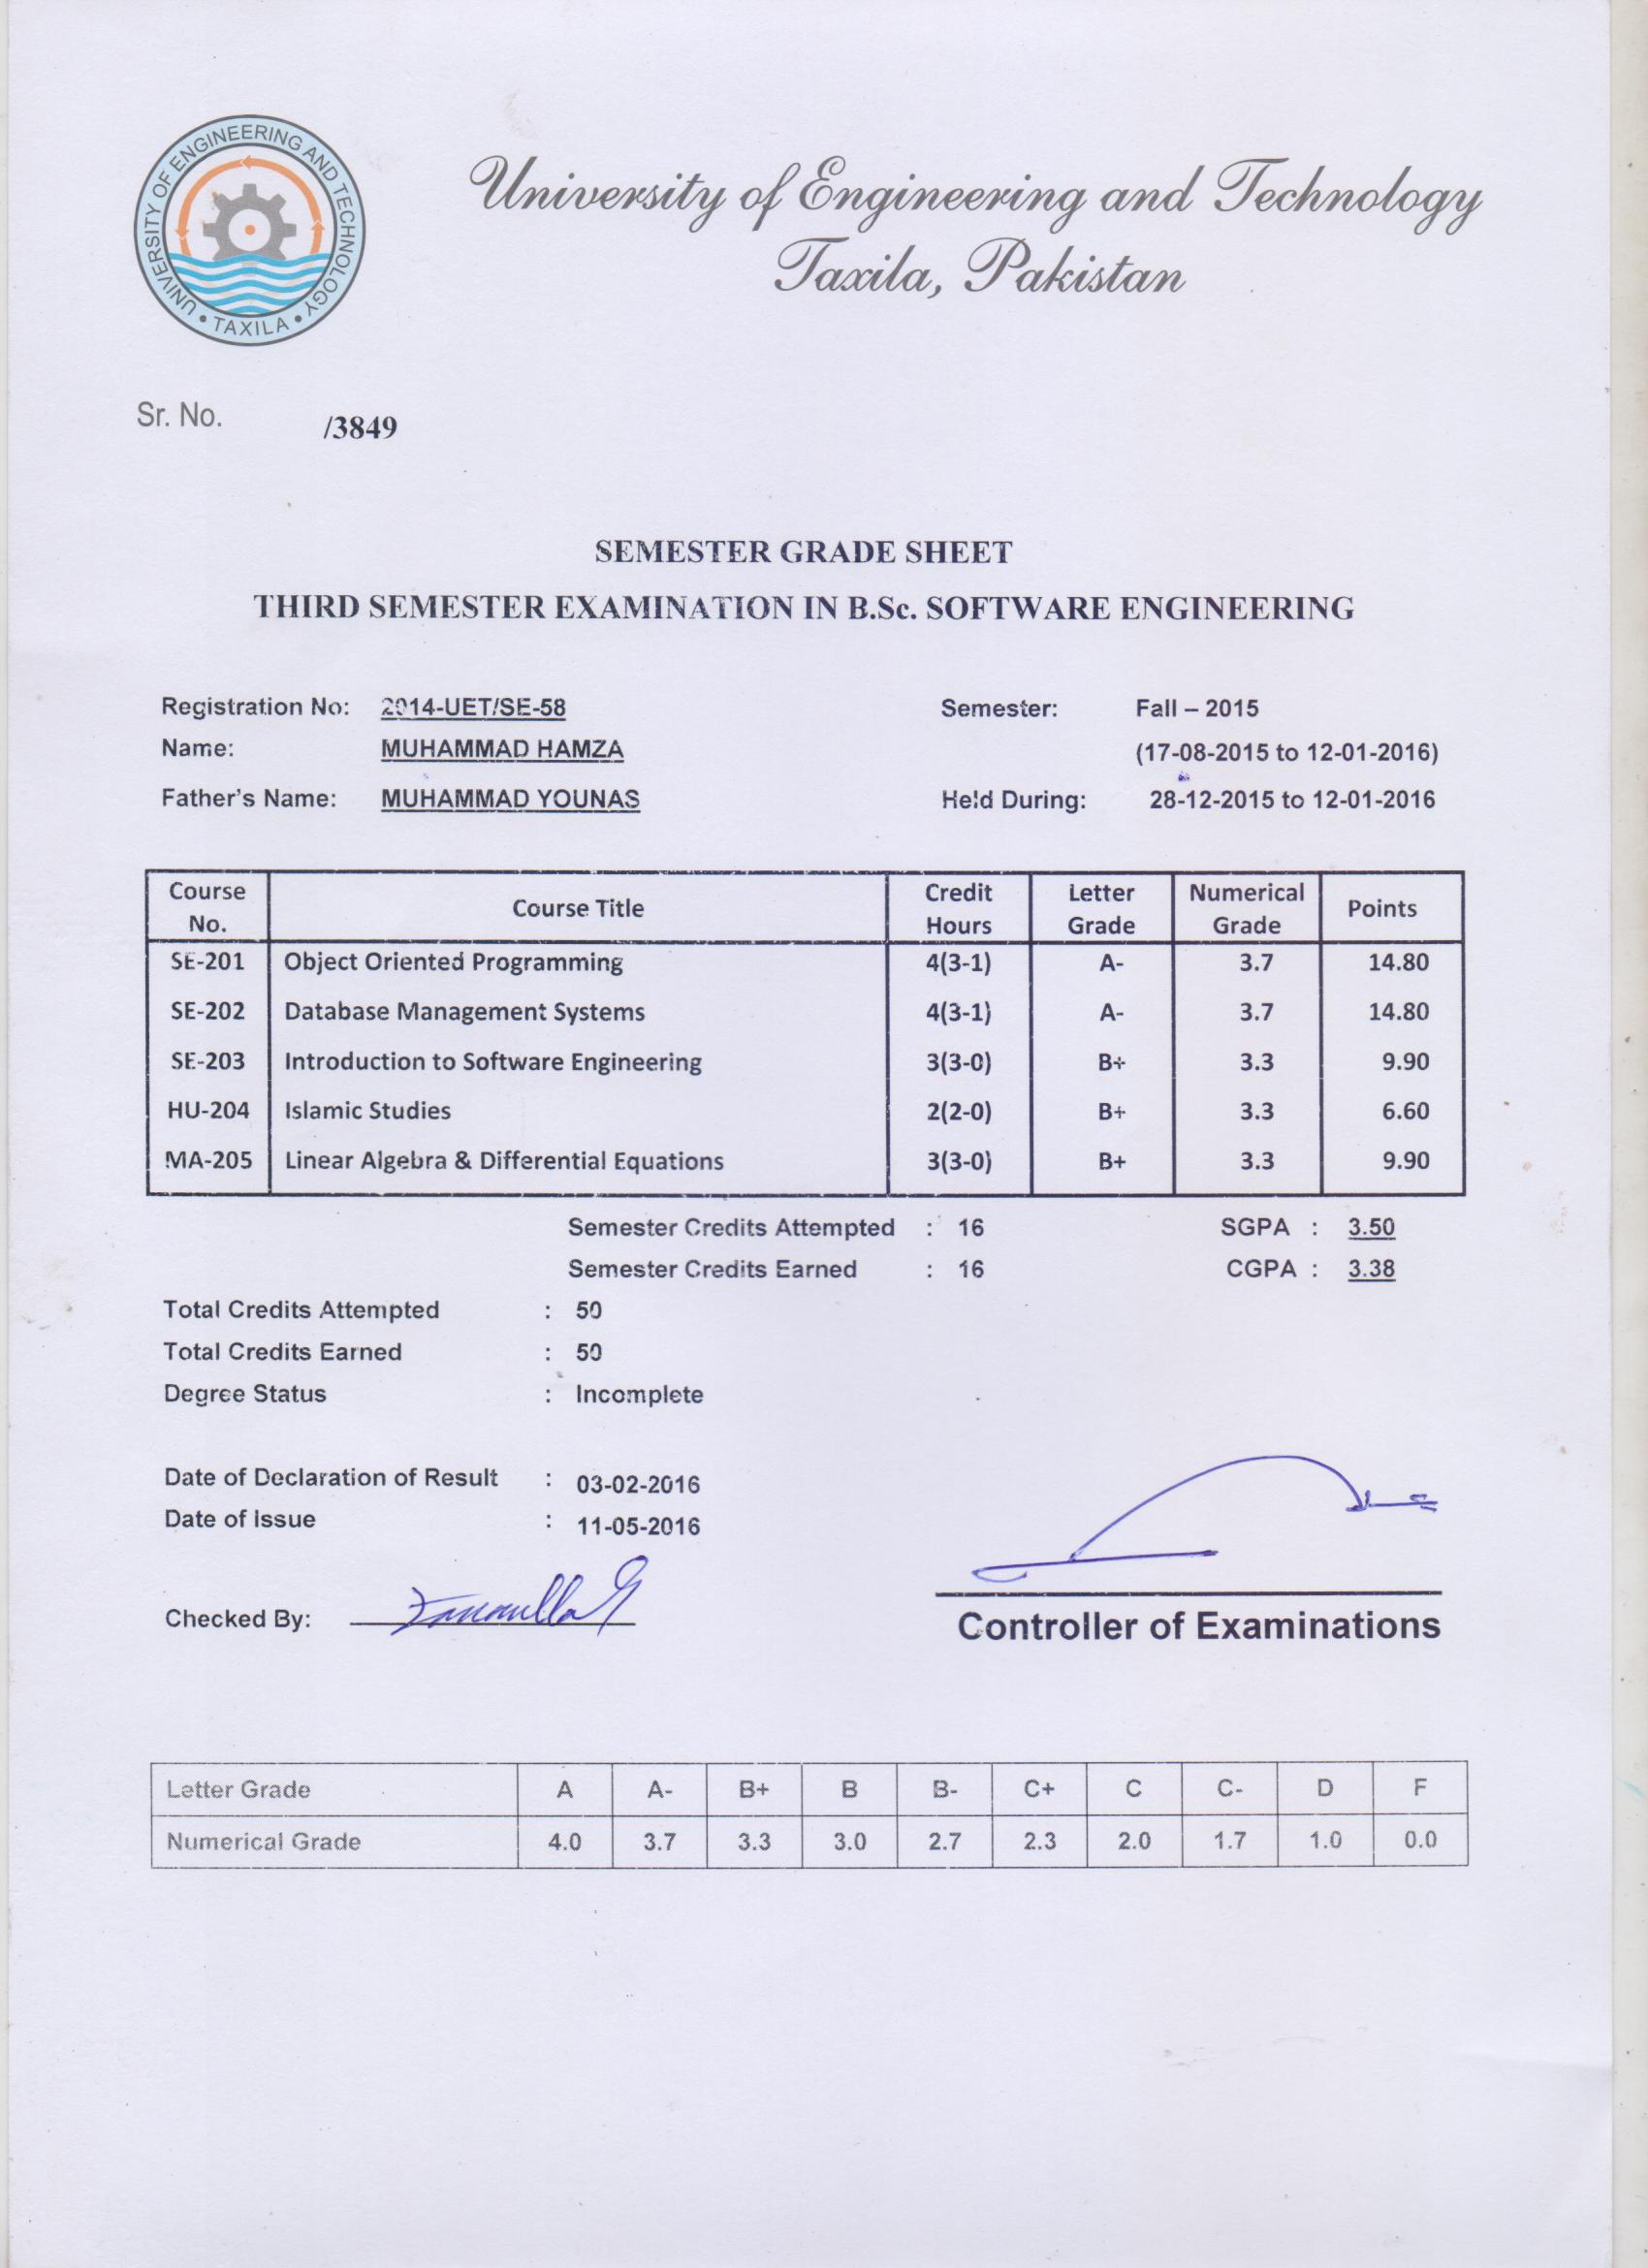 UNIVERSITY OF ENGINEERING AND TECHNOLOGY • TAXILA •
University of Engineering and Technology
Taxila, Pakistan
Sr. No. /3849
SEMESTER GRADE SHEET
THIRD SEMESTER EXAMINATION IN B.Sc. SOFTWARE ENGINEERING
Registration No: 2014-UET/SE-58 Semester: Fall – 2015
Name: MUHAMMAD HAMZA (17-08-2015 to 12-01-2016)
Father's Name: MUHAMMAD YOUNAS Held During: 28-12-2015 to 12-01-2016
Course No. Course Title Credit Hours Letter Grade Numerical Grade Points
SE-201 Object Oriented Programming 4(3-1) A- 3.7 14.80
SE-202 Database Management Systems 4(3-1) A- 3.7 14.80
SE-203 Introduction to Software Engineering 3(3-0) B+ 3.3 9.90
HU-204 Islamic Studies 2(2-0) B+ 3.3 6.60
MA-205 Linear Algebra & Differential Equations 3(3-0) B+ 3.3 9.90
Semester Credits Attempted : 16 SGPA : 3.50
Semester Credits Earned : 16 CGPA : 3.38
Total Credits Attempted : 50
Total Credits Earned : 50
Degree Status : Incomplete
Date of Declaration of Result : 03-02-2016
Date of Issue : 11-05-2016
Checked By:
Controller of Examinations
Letter Grade A A- B+ B B- C+ C C- D F
Numerical Grade 4.0 3.7 3.3 3.0 2.7 2.3 2.0 1.7 1.0 0.0